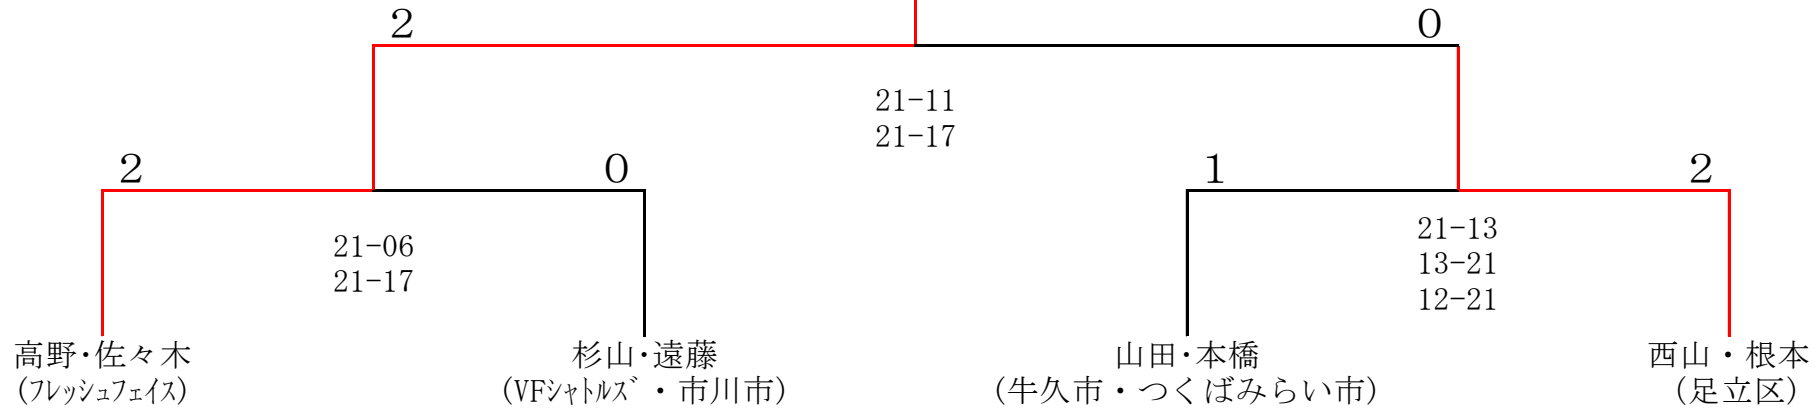 ２ ０
21-11
21-17
２ ０ １ ２
21-06
21-17
21-13
13-21
12-21
高野･佐々木 杉山･遠藤 山田･本橋 西山・根本
(ﾌﾚｯｼｭﾌｪｲｽ) (VFｼｬﾄﾙｽﾞ・市川市) (牛久市・つくばみらい市) (足立区)